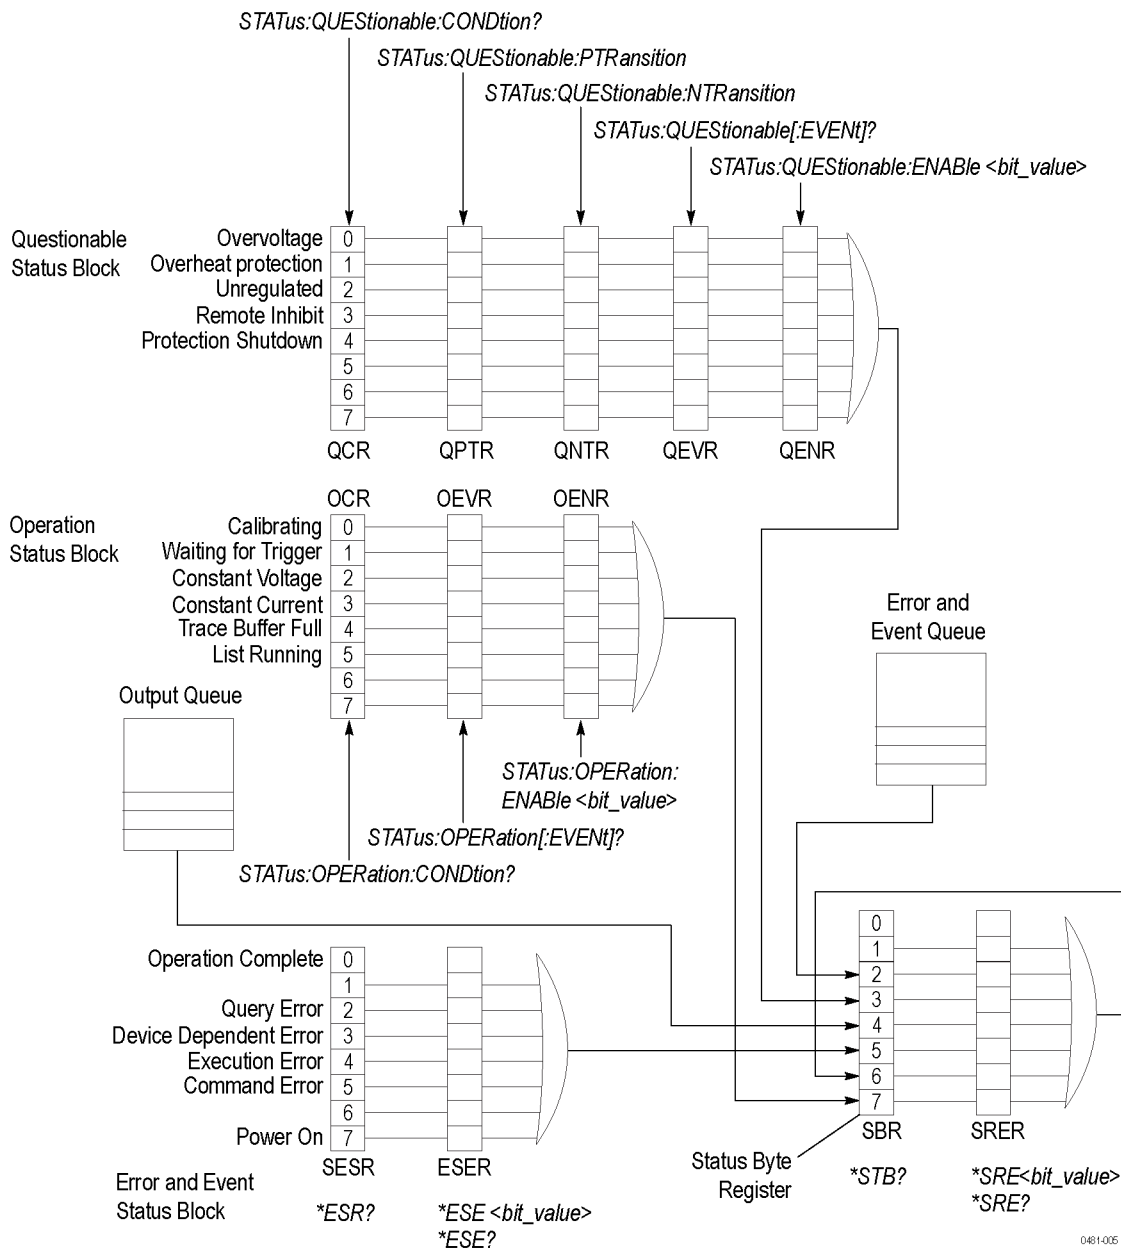 STATus:QUEStionable:CONDtion?
STATus:QUEStionable:PTRansition
STATus:QUEStionable:NTRansition
STATus:QUEStionable[:EVENt]?
STATus:QUEStionable:ENABle <bit_value>
Questionable
Status Block
Overvoltage 0
Overheat protection 1
Unregulated 2
Remote Inhibit 3
Protection Shutdown 4
5
6
7
QCR QPTR QNTR QEVR QENR
OCR OEVR OENR
Operation
Status Block
Calibrating 0
Waiting for Trigger 1
Constant Voltage 2
Constant Current 3
Trace Buffer Full 4
List Running 5
6
7
Error and
Event Queue
Output Queue
STATus:OPERation:
ENABle <bit_value>
STATus:OPERation[:EVENt]?
STATus:OPERation:CONDtion?
Operation Complete 0
1
Query Error 2
Device Dependent Error 3
Execution Error 4
Command Error 5
6
Power On 7
SESR ESER
Error and Event
Status Block
*ESR?
*ESE <bit_value>
*ESE?
0
1
2
3
4
5
6
7
SBR SRER
Status Byte
Register
*STB?
*SRE<bit_value>
*SRE?
0481-005